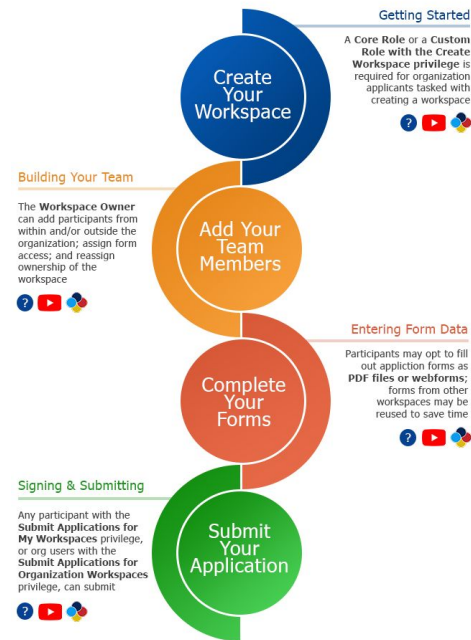 Getting Started
A Core Role or a Custom
Role with the Create
Workspace privilege is
required for organization
applicants tasked with
creating a workspace
?
Create
Your
Workspace
Building Your Team
The Workspace Owner
can add participants from
within and/or outside the
organization; assign form
access; and reassign
ownership of the
workspace
?
Add Your
Team
Members
Entering Form Data
Participants may opt to fill
out appliction forms as
PDF files or webforms;
forms from other
workspaces may be
reused to save time
?
Complete
Your
Forms
Signing & Submitting
Any participant with the
Submit Applications for
My Workspaces privilege,
or org users with the
Submit Applications for
Organization Workspaces
privilege, can submit
?
Submit
Your
Application